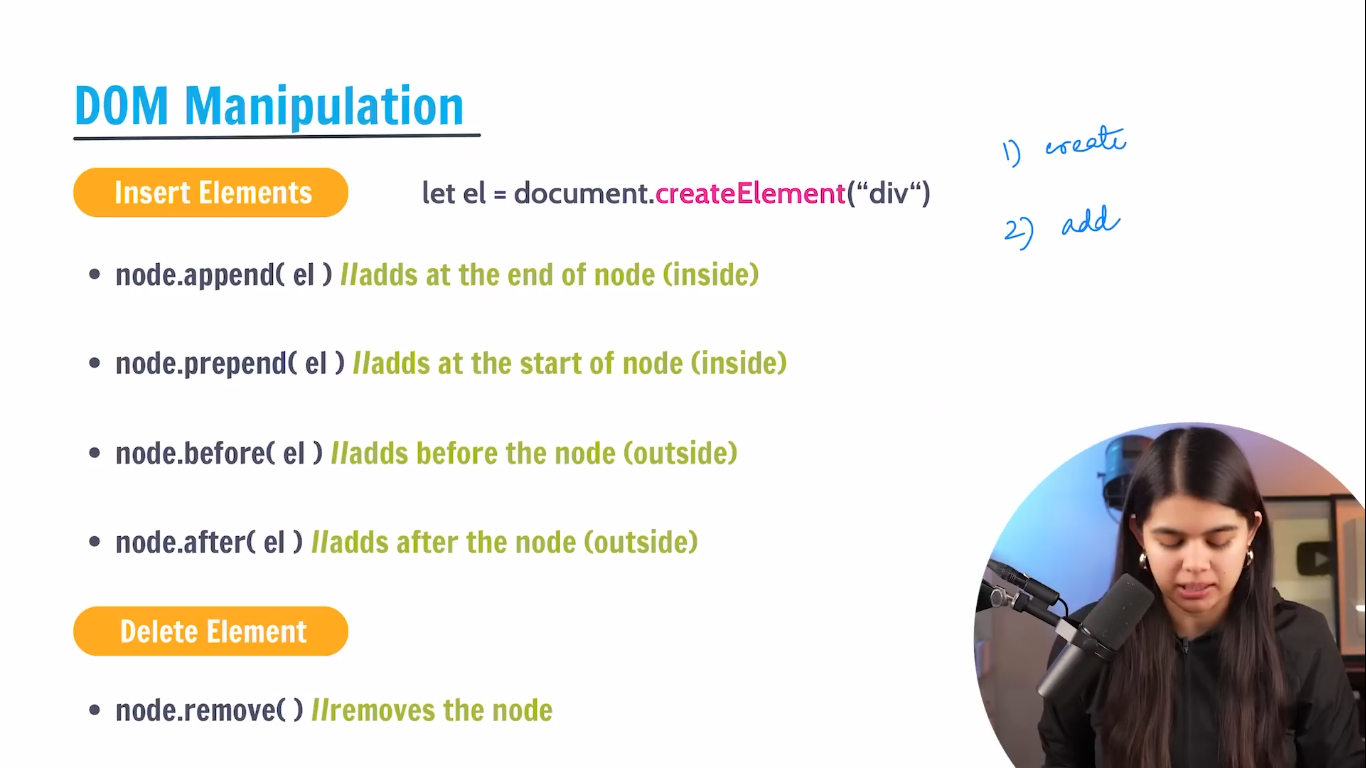 DOM Manipulation
Insert Elements
let el = document.createElement(“div“)
1) create
2) add
node.append( el ) //adds at the end of node (inside)
node.prepend( el ) //adds at the start of node (inside)
node.before( el ) //adds before the node (outside)
node.after( el ) //adds after the node (outside)
Delete Element
node.remove( ) //removes the node